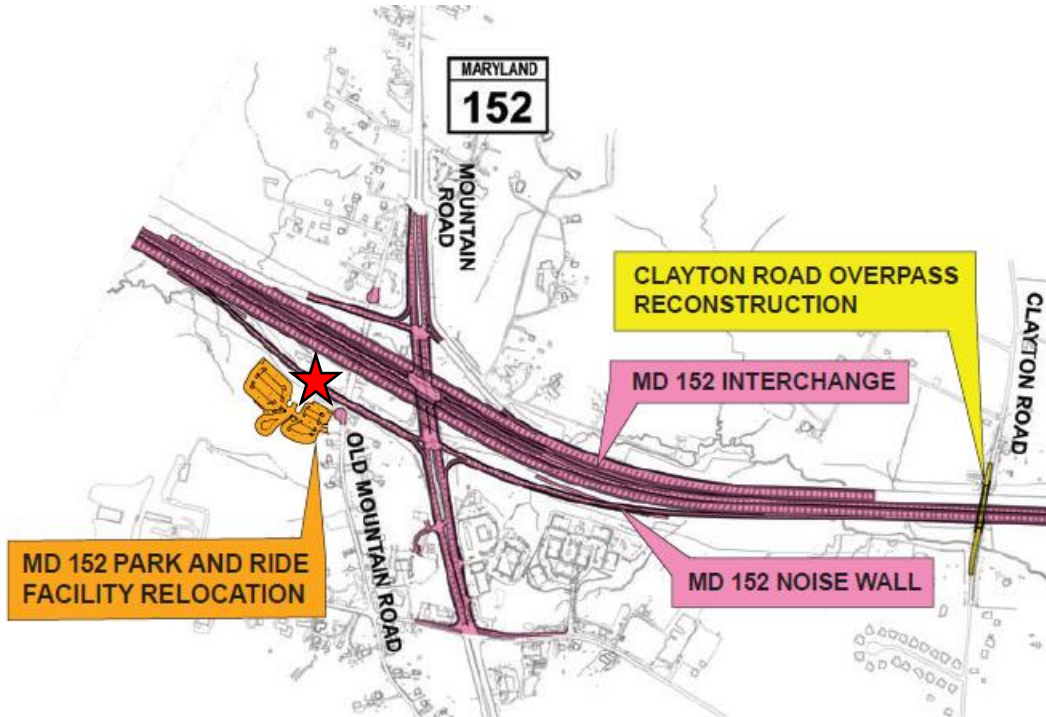 MARYLAND
152
MOUNTAIN
ROAD
CLAYTON ROAD OVERPASS
RECONSTRUCTION
CLAYTON ROAD
MD 152 INTERCHANGE
OLD MOUNTAIN ROAD
MD 152 PARK AND RIDE
FACILITY RELOCATION
MD 152 NOISE WALL